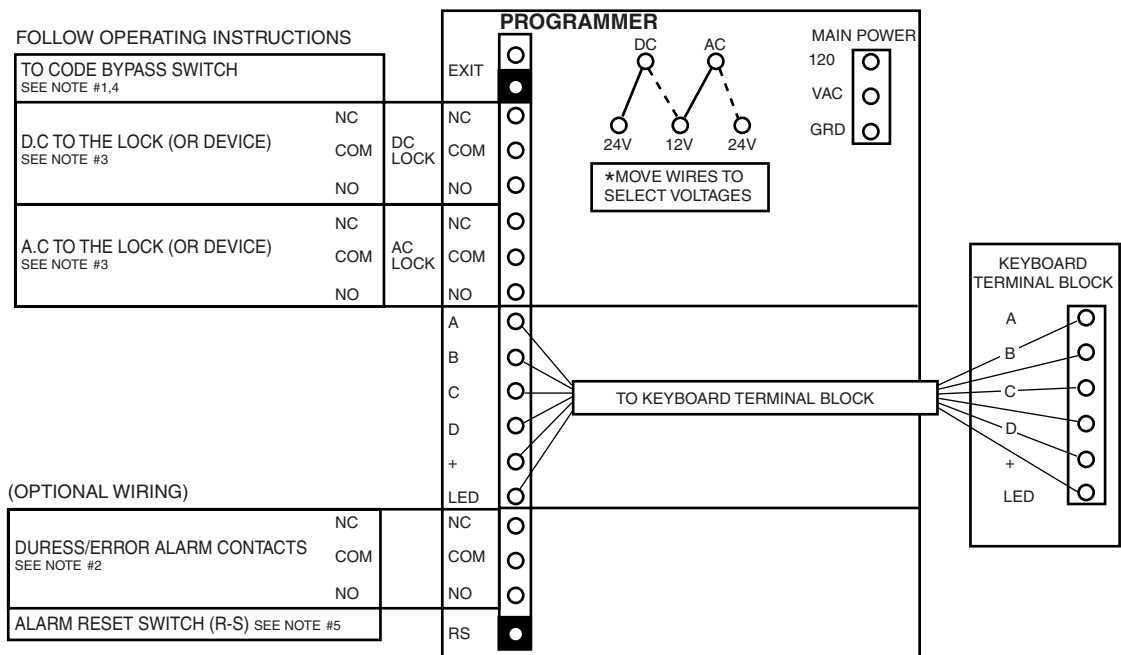 FOLLOW OPERATING INSTRUCTIONS
TO CODE BYPASS SWITCH
SEE NOTE #1,4
D.C TO THE LOCK (OR DEVICE)
SEE NOTE #3
NC
COM
NO
DC
LOCK
A.C TO THE LOCK (OR DEVICE)
SEE NOTE #3
NC
COM
NO
AC
LOCK
(OPTIONAL WIRING)
DURESS/ERROR ALARM CONTACTS
SEE NOTE #2
NC
COM
NO
ALARM RESET SWITCH (R-S) SEE NOTE #5
PROGRAMMER
EXIT
NC
COM
NO
NC
COM
NO
A
B
C
D
+
LED
NC
COM
NO
RS
DC AC
24V 12V 24V
*MOVE WIRES TO
SELECT VOLTAGES
MAIN POWER
120
VAC
GRD
TO KEYBOARD TERMINAL BLOCK
KEYBOARD
TERMINAL BLOCK
A
B
C
D
+
LED